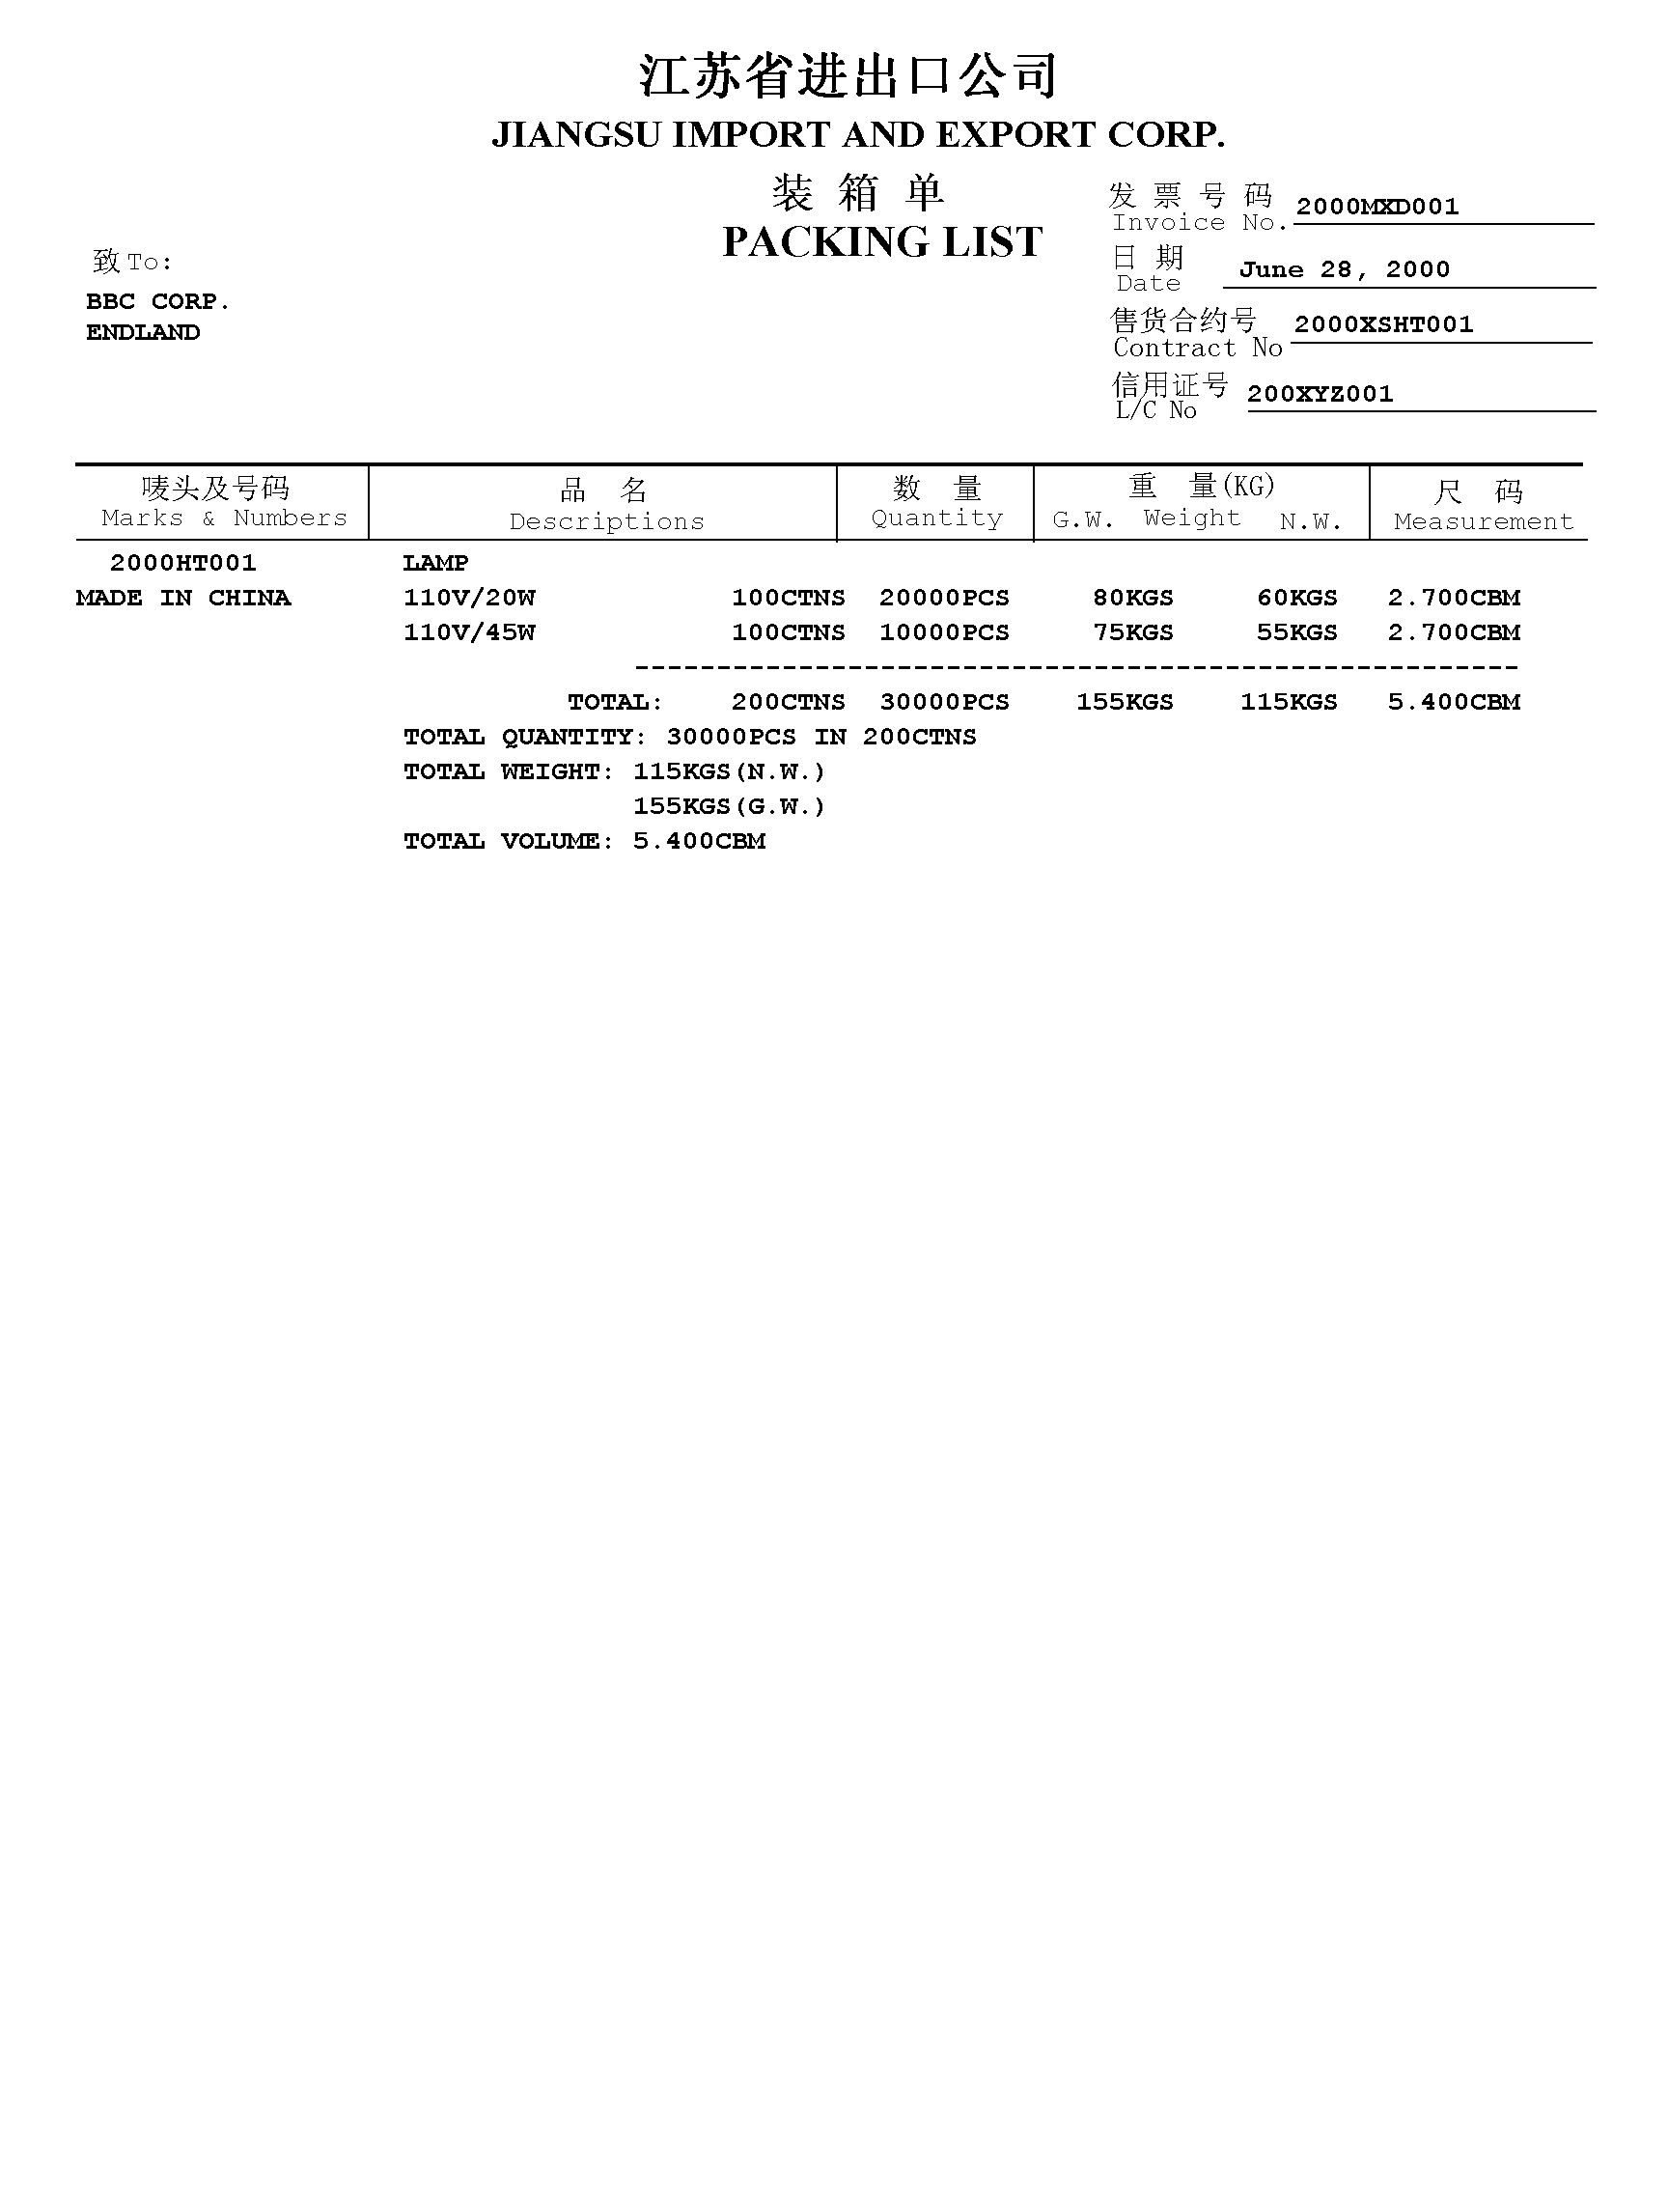 江苏省进出口公司
JIANGSU IMPORT AND EXPORT CORP.
装 箱 单
PACKING LIST
发 票 号 码 2000MXD001
Invoice No.
日 期 June 28, 2000
Date
售货合约号 2000XSHT001
Contract No
信用证号 200XYZ001
L/C No
致To:
BBC CORP.
ENDLAND
唛头及号码 品 名 数 量 重 量(KG) 尺 码
Marks & Numbers Descriptions Quantity G.W. Weight N.W. Measurement
2000HT001 LAMP
MADE IN CHINA 110V/20W 100CTNS 20000PCS 80KGS 60KGS 2.700CBM
110V/45W 100CTNS 10000PCS 75KGS 55KGS 2.700CBM
------------------------------------------------------
TOTAL: 200CTNS 30000PCS 155KGS 115KGS 5.400CBM
TOTAL QUANTITY: 30000PCS IN 200CTNS
TOTAL WEIGHT: 115KGS(N.W.)
155KGS(G.W.)
TOTAL VOLUME: 5.400CBM